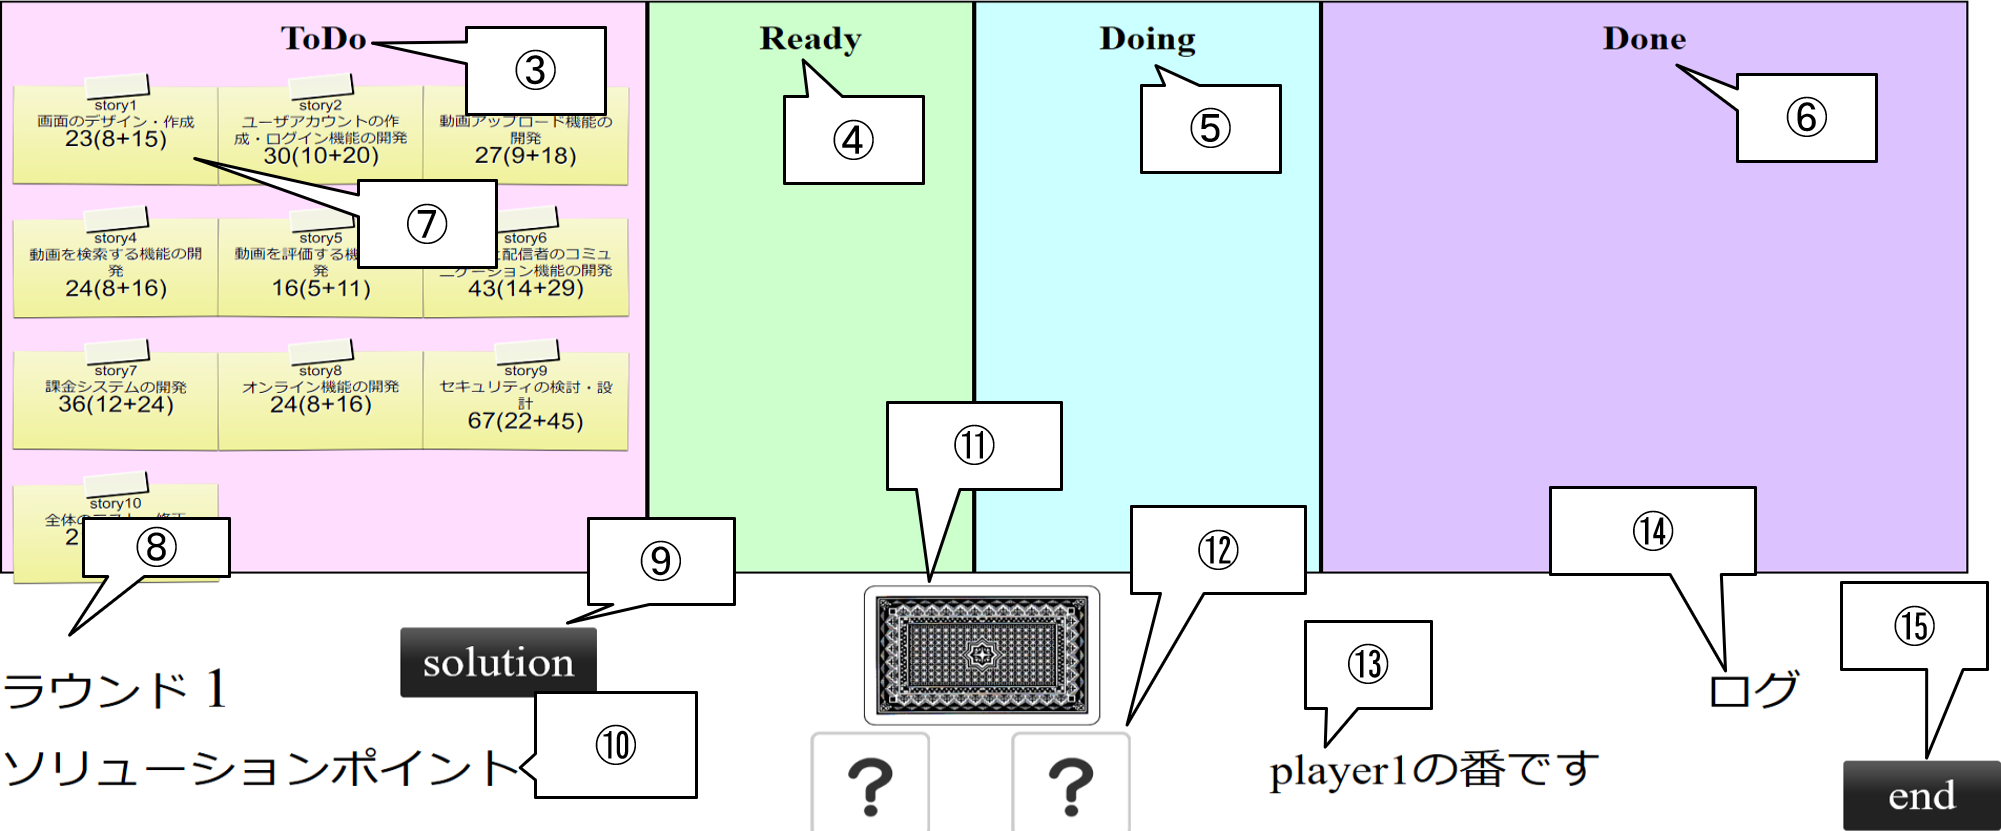 ToDo
Ready
Doing
Done
③
④
⑤
⑥
story1
画面のデザイン・作成
23(8+15)
story2
ユーザアカウントの作
成・ログイン機能の開発
30(10+20)
動画アップロード機能の
開発
27(9+18)
⑦
story4
動画を検索する機能の開
発
24(8+16)
story5
動画を評価する
発
16(5+11)
story6
配信者のコミュ
ニケーション機能の開発
43(14+29)
story7
課金システムの開発
36(12+24)
story8
オンライン機能の開発
24(8+16)
story9
セキュリティの検討・設
計
67(22+45)
story10
全体
2
⑧
⑨
⑪
⑫
⑭
⑮
⑬
ラウンド 1
solution
ログ
ソリューションポイント
⑩
?
?
player1の番です
end